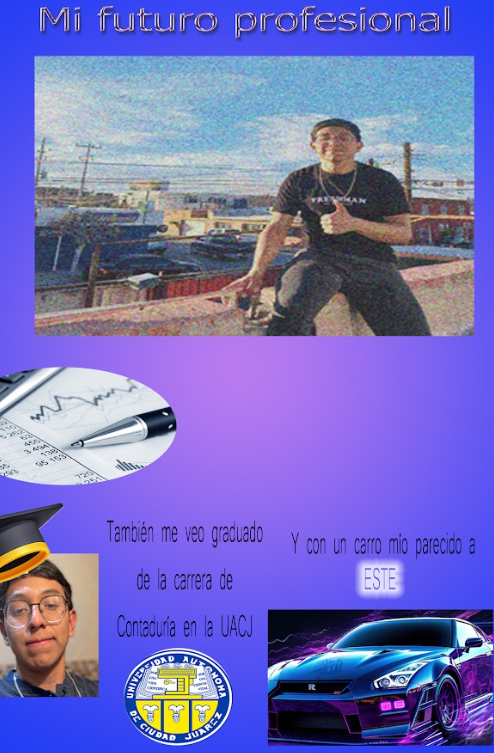 Mi futuro profesional
FRESHMAN
También me veo graduado
de la carrera de
Contaduría en la UACJ
Y con un carro mío parecido a
ESTE
UNIVERSIDAD AUTONOMA
DE CIUDAD JUAREZ